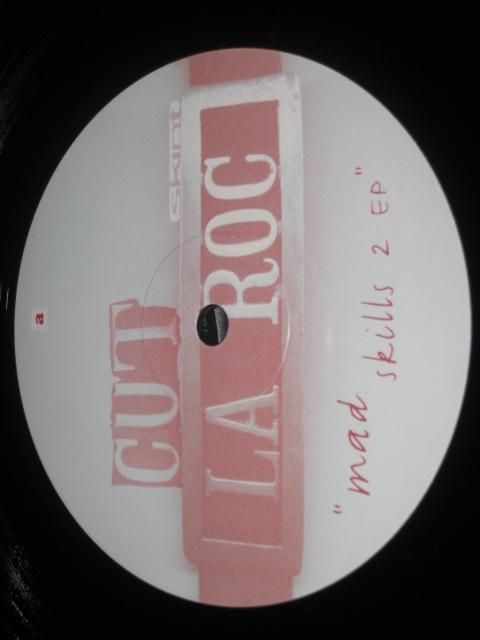 a
CUT
skint
LA ROC
"mad
skills 2 EP"